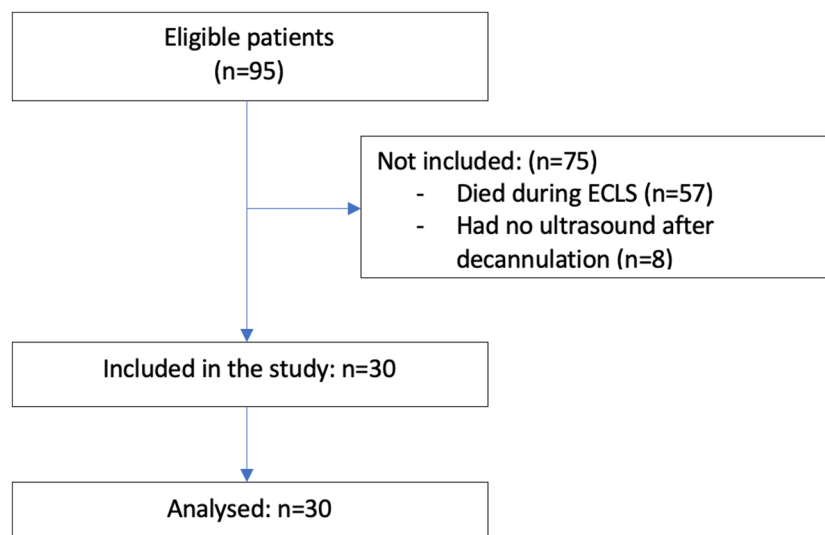 Eligible patients
(n=95)
Not included: (n=75)
- Died during ECLS (n=57)
- Had no ultrasound after
decannulation (n=8)
Included in the study: n=30
Analysed: n=30